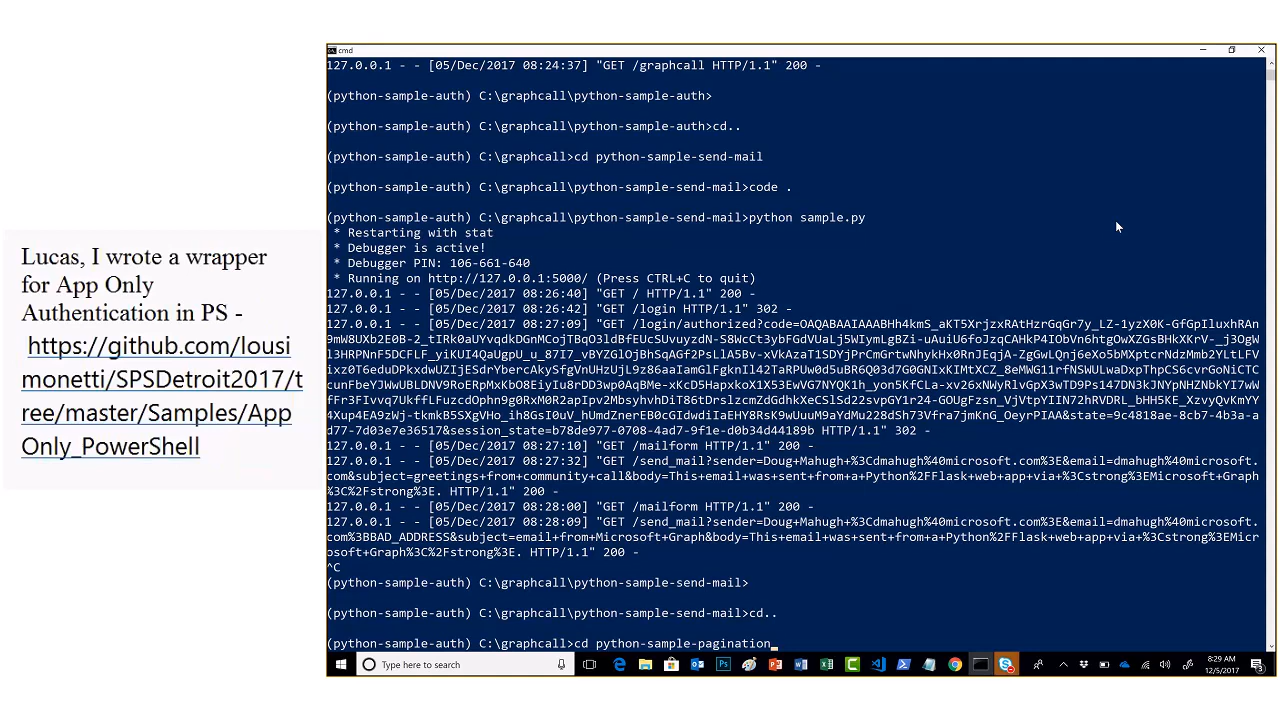 Lucas, I wrote a wrapper
for App Only
Authentication in PS -
https://github.com/lousi
monetti/SPSDetroit2017/t
ree/master/Samples/App
Only_PowerShell
cmd
127.0.0.1 - - [05/Dec/2017 08:24:37] "GET /graphcall HTTP/1.1" 200 -
(python-sample-auth) C:\graphcall\python-sample-auth>
(python-sample-auth) C:\graphcall\python-sample-auth>cd..
(python-sample-auth) C:\graphcall>cd python-sample-send-mail
(python-sample-auth) C:\graphcall\python-sample-send-mail>code .
(python-sample-auth) C:\graphcall\python-sample-send-mail>python sample.py
* Restarting with stat
* Debugger is active!
* Debugger PIN: 106-661-640
* Running on http://127.0.0.1:5000/ (Press CTRL+C to quit)
127.0.0.1 - - [05/Dec/2017 08:26:40] "GET / HTTP/1.1" 200 -
127.0.0.1 - - [05/Dec/2017 08:26:42] "GET /login HTTP/1.1" 302 -
127.0.0.1 - - [05/Dec/2017 08:27:09] "GET /login/authorized?code=
d77-7d03e7e36517&session_state=b78de977-0708-4ad7-9f1e-d0b34d44189b HTTP/1.1" 302 -
127.0.0.1 - - [05/Dec/2017 08:27:10] "GET /mailform HTTP/1.1" 200 -
127.0.0.1 - - [05/Dec/2017 08:27:32] "GET /send_mail?sender=Doug+Mahugh+%3Cdmahugh%40microsoft.com%3E&email=dmahugh%40microsoft.
com&subject=greetings+from+community+call&body=This+email+was+sent+from+a+Python%2FFlask+web+app+via+%3Cstrong%3EMicrosoft+Graph
%3C%2Fstrong%3E. HTTP/1.1" 200 -
127.0.0.1 - - [05/Dec/2017 08:28:00] "GET /mailform HTTP/1.1" 200 -
127.0.0.1 - - [05/Dec/2017 08:28:09] "GET /send_mail?sender=Doug+Mahugh+%3Cdmahugh%40microsoft.com%3E&email=dmahugh%40microsoft.
com%3BBAD_ADDRESS&subject=email+from+Microsoft+Graph&body=This+email+was+sent+from+a+Python%2FFlask+web+app+via+%3Cstrong%3EMicr
osoft+Graph%3C%2Fstrong%3E. HTTP/1.1" 200 -
^C
(python-sample-auth) C:\graphcall\python-sample-send-mail>
(python-sample-auth) C:\graphcall\python-sample-send-mail>cd..
(python-sample-auth) C:\graphcall>cd python-sample-pagination_
Type here to search
8:29 AM
12/5/2017